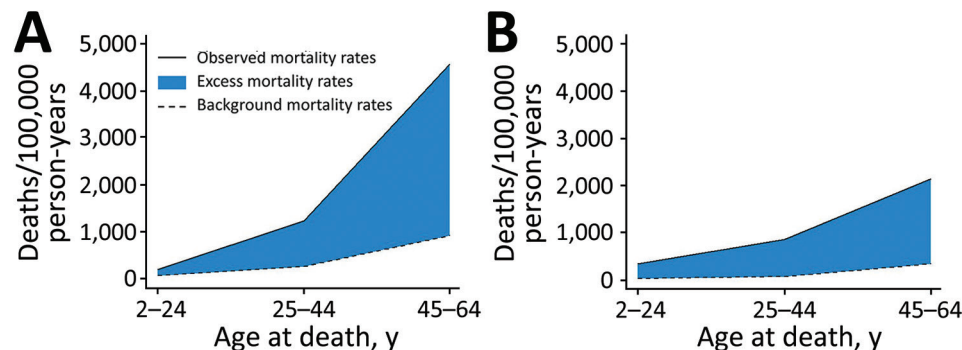 A
5,000
4,000
3,000
2,000
1,000
0
Deaths/100,000
person-years
Observed mortality rates
Excess mortality rates
Background mortality rates
2–24
25–44
45–64
Age at death, y
B
5,000
4,000
3,000
2,000
1,000
0
Deaths/100,000
person-years
2–24
25–44
45–64
Age at death, y